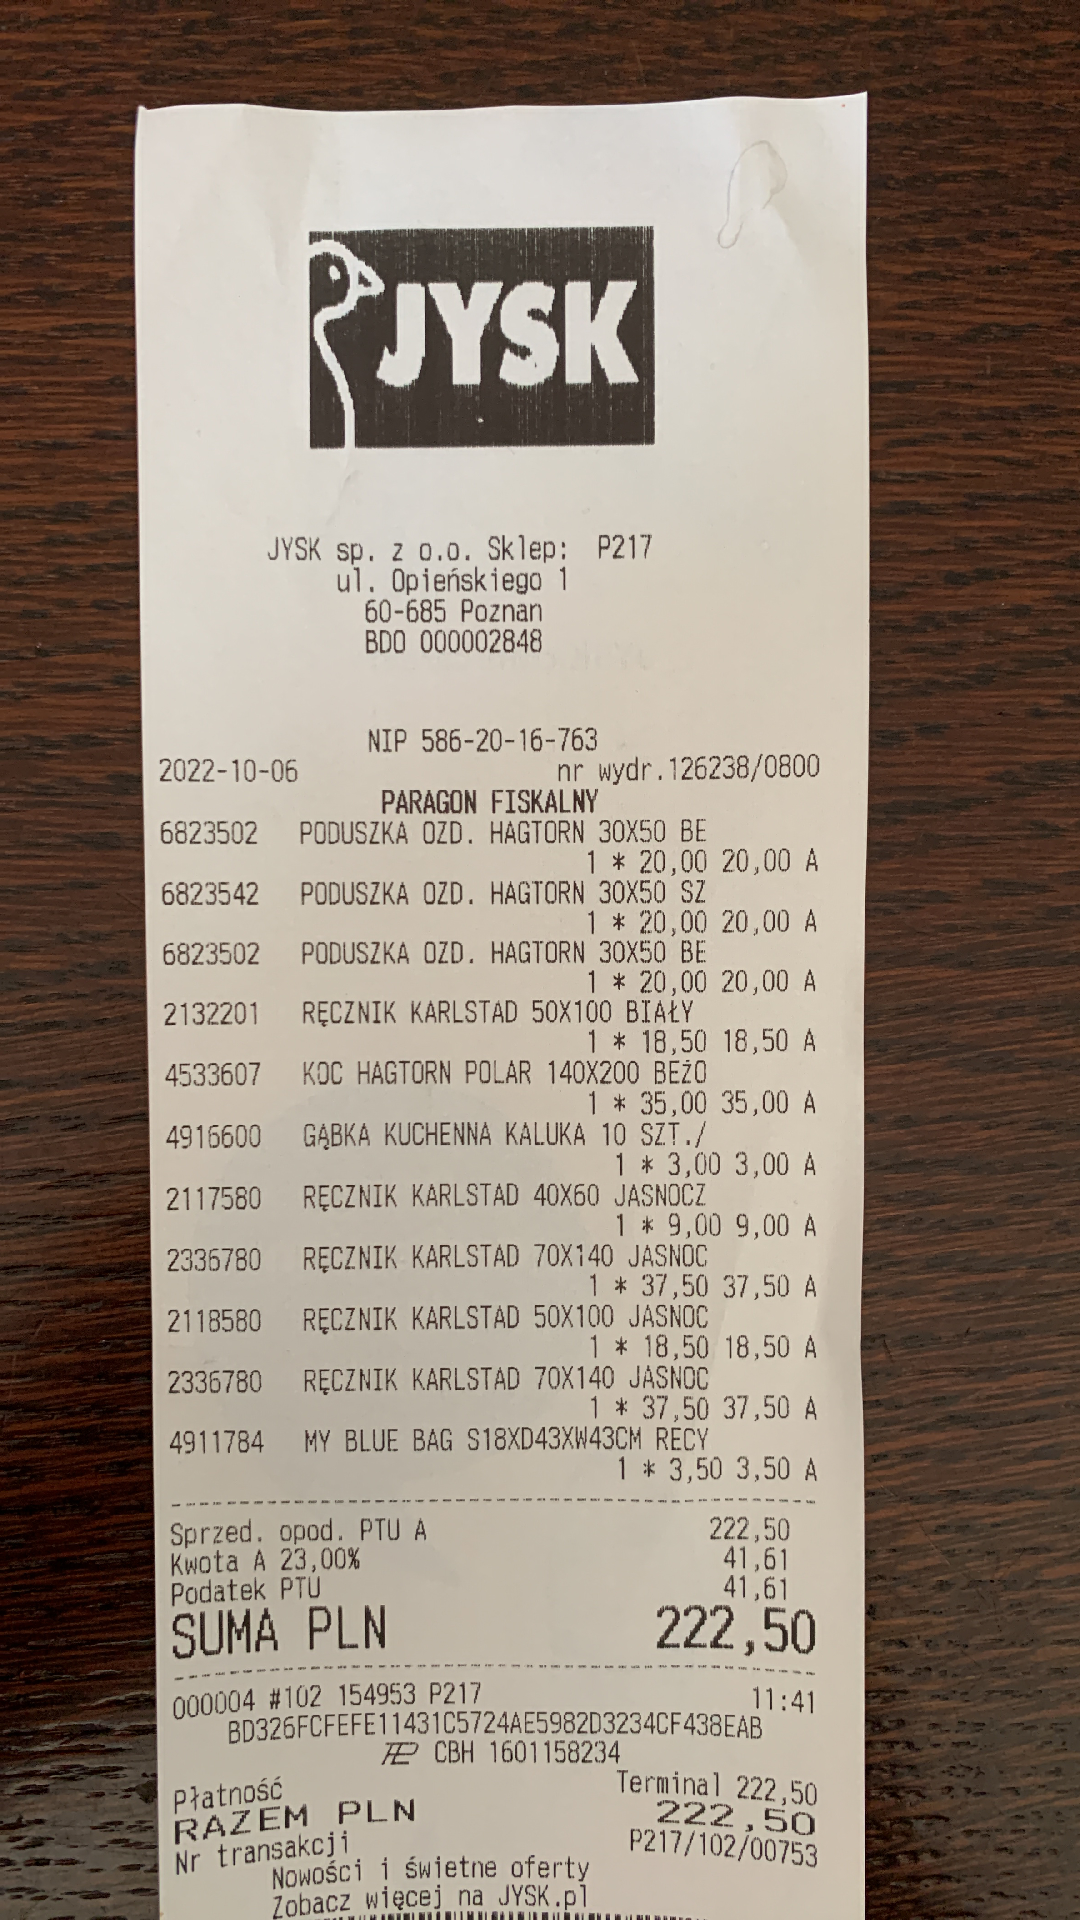 JYSK
JYSK sp. z o.o. Sklep: P217
ul. Opieńskiego 1
60-685 Poznan
BDO 000002848
NIP 586-20-16-763
2022-10-06 nr wydr.126238/0800
PARAGON FISKALNY
6823502 PODUSZKA OZD. HAGTORN 30X50 BE
1 * 20,00 20,00 A
6823542 PODUSZKA OZD. HAGTORN 30X50 SZ
1 * 20,00 20,00 A
6823502 PODUSZKA OZD. HAGTORN 30X50 BE
1 * 20,00 20,00 A
2132201 RĘCZNIK KARLSTAD 50X100 BIAŁY
1 * 18,50 18,50 A
4533607 KOC HAGTORN POLAR 140X200 BEŻO
1 * 35,00 35,00 A
4916600 GĄBKA KUCHENNA KALUKA 10 SZT./
1 * 3,00 3,00 A
2117580 RĘCZNIK KARLSTAD 40X60 JASNOCZ
1 * 9,00 9,00 A
2336780 RĘCZNIK KARLSTAD 70X140 JASNOC
1 * 37,50 37,50 A
2118580 RĘCZNIK KARLSTAD 50X100 JASNOC
1 * 18,50 18,50 A
2336780 RĘCZNIK KARLSTAD 70X140 JASNOC
1 * 37,50 37,50 A
4911784 MY BLUE BAG S18XD43XW43CM RECY
1 * 3,50 3,50 A
Sprzed. opod. PTU A 222,50
Kwota A 23,00% 41,61
Podatek PTU 41,61
SUMA PLN 222,50
000004 #102 154953 P217 11:41
BD326FCFEFE11431C5724AE5982D3234CF438EAB
CBH 1601158234
Płatność Terminal 222,50
RAZEM PLN 222,50
Nr transakcji P217/102/00753
Nowości i świetne oferty
Zobacz więcej na JYSK.pl